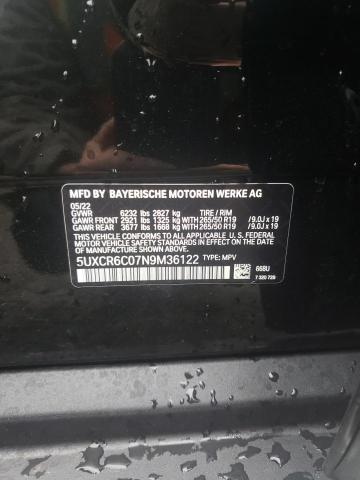 MFD BY BAYERISCHE MOTOREN WERKE AG
05/22
GVWR 6232 lbs 2827 kg TIRE / RIM
GAWR FRONT 2921 lbs 1325 kg WITH 265/50 R19 /9.0J x 19
GAWR REAR 3677 lbs 1668 kg WITH 265/50 R19 /9.0J x 19
THIS VEHICLE CONFORMS TO ALL APPLICABLE U.S. FEDERAL
MOTOR VEHICLE SAFETY STANDARDS IN EFFECT ON THE DATE
OF MANUFACTURE SHOWN ABOVE.
5UXCR6C07N9M36122 TYPE: MPV
668U
7 320 729